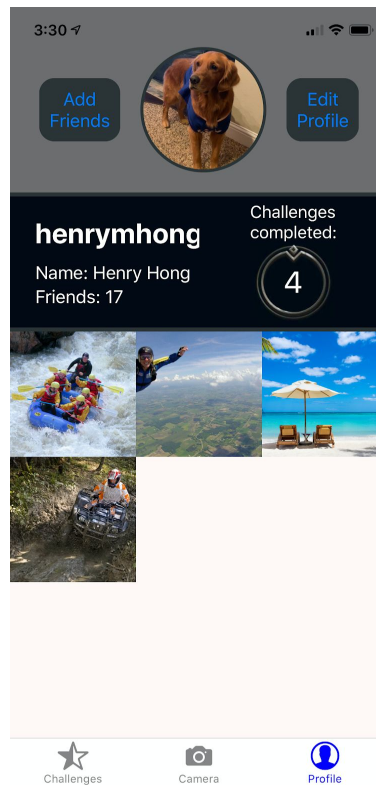 3:30
Add
Friends
Edit
Profile
henrymhong
Name: Henry Hong
Friends: 17
Challenges
completed:
4
Challenges
Camera
Profile